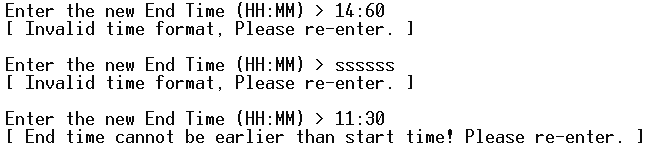 Enter the new End Time (HH:MM) > 14:60
[ Invalid time format, Please re-enter. ]
Enter the new End Time (HH:MM) > ssssss
[ Invalid time format, Please re-enter. ]
Enter the new End Time (HH:MM) > 11:30
[ End time cannot be earlier than start time! Please re-enter. ]